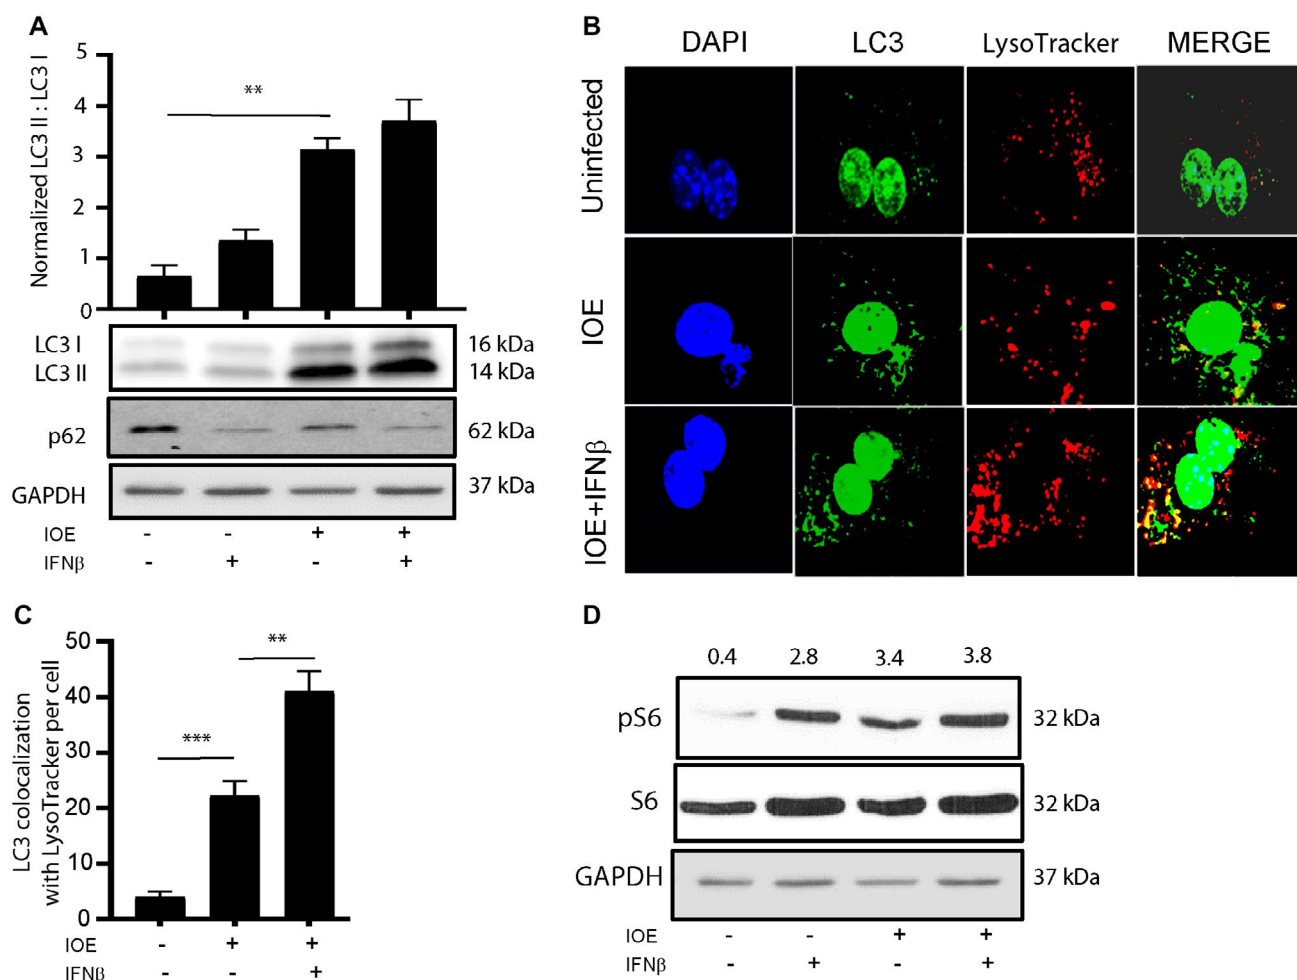 A
Normalized LC3 II : LC3 I
5
4
3
2
1
0
**
LC3 I 16 kDa
LC3 II 14 kDa
p62 62 kDa
GAPDH 37 kDa
IOE - - + +
IFNβ - + - +
B
DAPI LC3 LysoTracker MERGE
Uninfected
IOE
IOE+IFNβ
C
LC3 colocalization
with LysoTracker per cell
50
40
30
20
10
0
***
**
IOE - + +
IFNβ - - +
D
0.4 2.8 3.4 3.8
pS6 32 kDa
S6 32 kDa
GAPDH 37 kDa
IOE - - + +
IFNβ - + - +